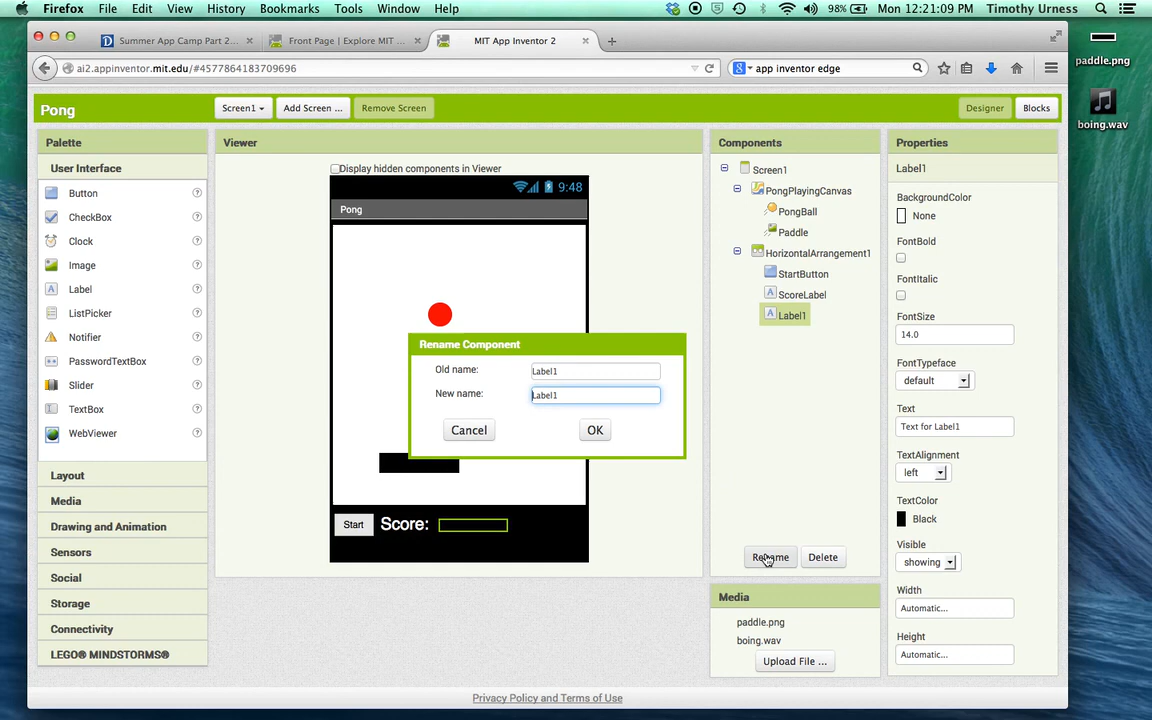 Firefox File Edit View History Bookmarks Tools Window Help 98% Mon 12:21:09 Timothy Urness
Summer App Camp Part 2... × Front Page | Explore MIT ... × MIT App Inventor 2 × +
ai2.appinventor.mit.edu/#4577864183709696 app inventor edge
paddle.png
boing.wav
Pong Screen1 Add Screen ... Remove Screen Designer Blocks
Palette Viewer Components Properties
User Interface
Button ?
CheckBox ?
Clock ?
Image ?
Label ?
ListPicker ?
Notifier ?
PasswordTextBox ?
Slider ?
TextBox ?
WebViewer ?
Layout
Media
Drawing and Animation
Sensors
Social
Storage
Connectivity
LEGO® MINDSTORMS®
Display hidden components in Viewer
9:48
Pong
Start Score:
Rename Component
Old name: Label1
New name: Label1
Cancel OK
Screen1
PongPlayingCanvas
PongBall
Paddle
HorizontalArrangement1
StartButton
ScoreLabel
Label1
Rename Delete
Media
paddle.png
boing.wav
Upload File ...
Label1
BackgroundColor
None
FontBold
FontItalic
FontSize
14.0
FontTypeface
default
Text
Text for Label1
TextAlignment
left
TextColor
Black
Visible
showing
Width
Automatic...
Height
Automatic...
Privacy Policy and Terms of Use